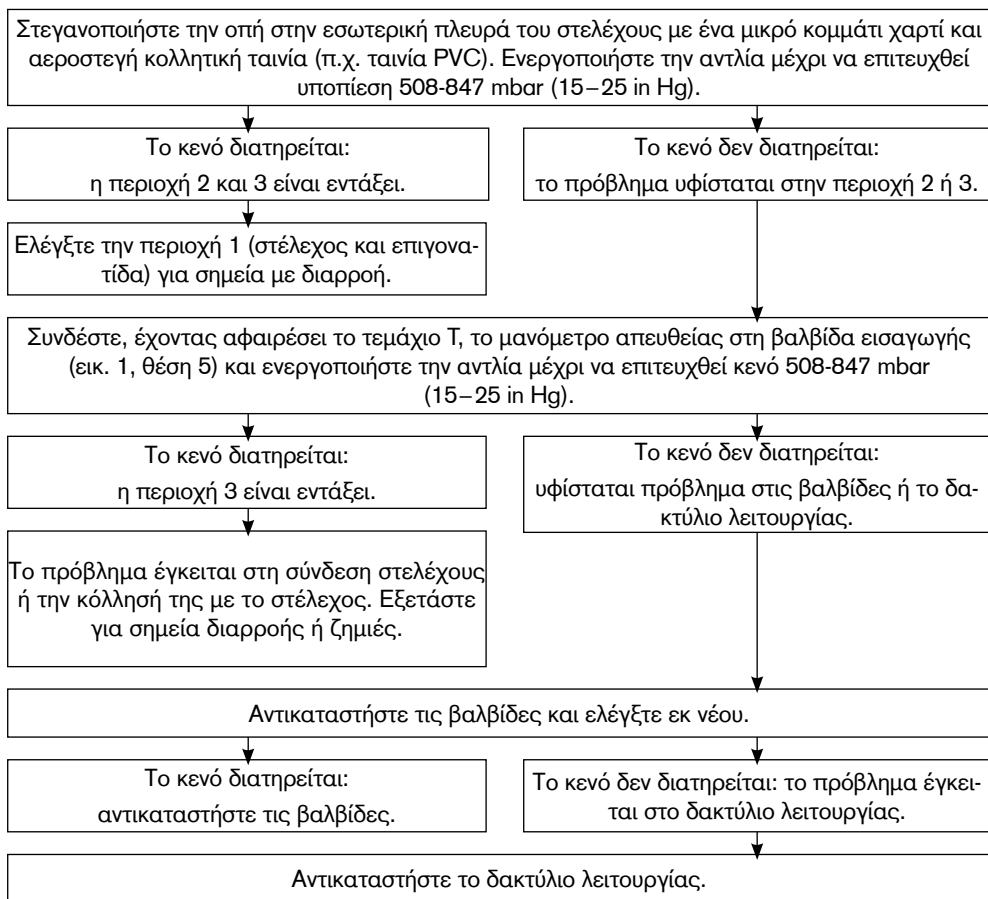 Στεγανοποιήστε την οπή στην εσωτερική πλευρά του στελέχους με ένα μικρό κομμάτι χαρτί και
αεροστεγή κολλητική ταινία (π.χ. ταινία PVC). Ενεργοποιήστε την αντλία μέχρι να επιτευχθεί
υποπίεση 508-847 mbar (15–25 in Hg).
Το κενό διατηρείται:
η περιοχή 2 και 3 είναι εντάξει.
Το κενό δεν διατηρείται:
το πρόβλημα υφίσταται στην περιοχή 2 ή 3.
Ελέγξτε την περιοχή 1 (στέλεχος και επιγονα-
τίδα) για σημεία με διαρροή.
Συνδέστε, έχοντας αφαιρέσει το τεμάχιο Τ, το μανόμετρο απευθείας στη βαλβίδα εισαγωγής
(εικ. 1, θέση 5) και ενεργοποιήστε την αντλία μέχρι να επιτευχθεί κενό 508-847 mbar
(15–25 in Hg).
Το κενό διατηρείται:
η περιοχή 3 είναι εντάξει.
Το κενό δεν διατηρείται:
υφίσταται πρόβλημα στις βαλβίδες ή το δα-
κτύλιο λειτουργίας.
Το πρόβλημα έγκειται στη σύνδεση στελέχους
ή την κόλλησή της με το στέλεχος. Εξετάστε
για σημεία διαρροής ή ζημιές.
Αντικαταστήστε τις βαλβίδες και ελέγξτε εκ νέου.
Το κενό διατηρείται:
αντικαταστήστε τις βαλβίδες.
Το κενό δεν διατηρείται: το πρόβλημα έγκει-
ται στο δακτύλιο λειτουργίας.
Αντικαταστήστε το δακτύλιο λειτουργίας.